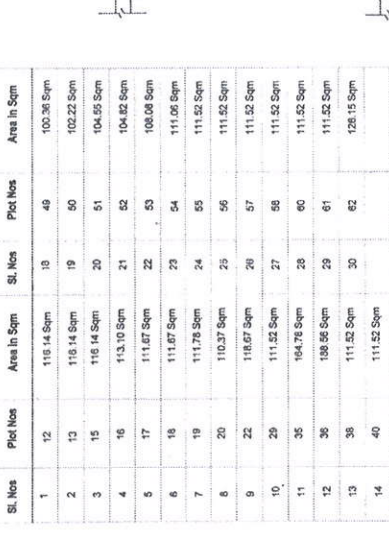 Sl. Nos Plot Nos Area in Sqm Sl. Nos Plot Nos Area in Sqm
1 12 116.14 Sqm 18 49 100.36 Sqm
2 13 116.14 Sqm 19 50 102.22 Sqm
3 15 116.14 Sqm 20 51 104.55 Sqm
4 16 113.10 Sqm 21 52 104.82 Sqm
5 17 111.67 Sqm 22 53 108.08 Sqm
6 18 111.67 Sqm 23 54 111.06 Sqm
7 19 111.78 Sqm 24 55 111.52 Sqm
8 20 110.37 Sqm 25 56 111.52 Sqm
9 22 118.67 Sqm 26 57 111.52 Sqm
10 29 111.52 Sqm 27 58 111.52 Sqm
11 35 164.78 Sqm 28 60 111.52 Sqm
12 36 188.56 Sqm 29 61 111.52 Sqm
13 38 111.52 Sqm 30 62 128.15 Sqm
14 40 111.52 Sqm